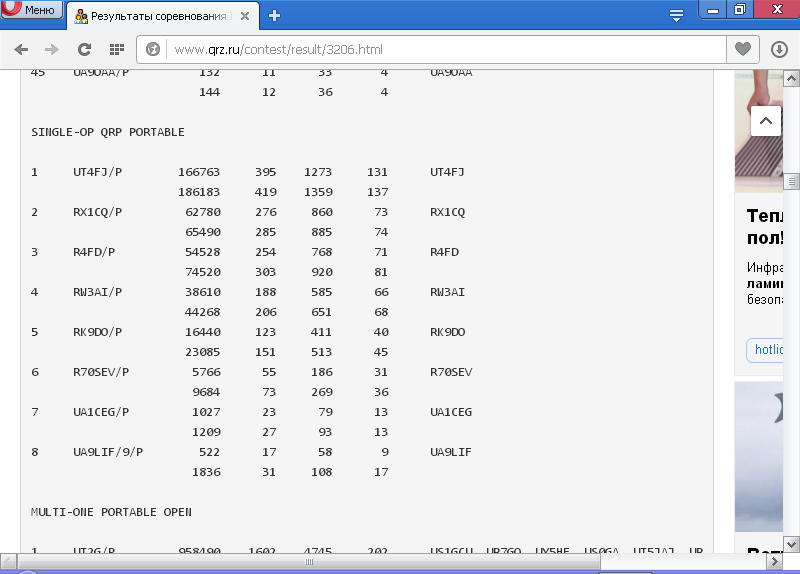 Меню
Результаты соревнования
www.qrz.ru/contest/result/3206.html
45 UA9OAA/P 132 11 33 4 UA9OAA
144 12 36 4
SINGLE-OP QRP PORTABLE
1 UT4FJ/P 166763 395 1273 131 UT4FJ
186183 419 1359 137
2 RX1CQ/P 62780 276 860 73 RX1CQ
65490 285 885 74
3 R4FD/P 54528 254 768 71 R4FD
74520 303 920 81
4 RW3AI/P 38610 188 585 66 RW3AI
44268 206 651 68
5 RK9DO/P 16440 123 411 40 RK9DO
23085 151 513 45
6 R70SEV/P 5766 55 186 31 R70SEV/P
9684 73 269 36
7 UA1CEG/P 1027 23 79 13 UA1CEG
1209 27 93 13
8 UA9LIF/9/P 522 17 58 9 UA9LIF
1836 31 108 17
MULTI-ONE PORTABLE OPEN
1 UT2G/P 958490 1602 4745 202 US1GCU UR7GO UY5HF US0GA UT5JAJ UR
Тепл
пол!
Инфра
лами
безопа
hotlic